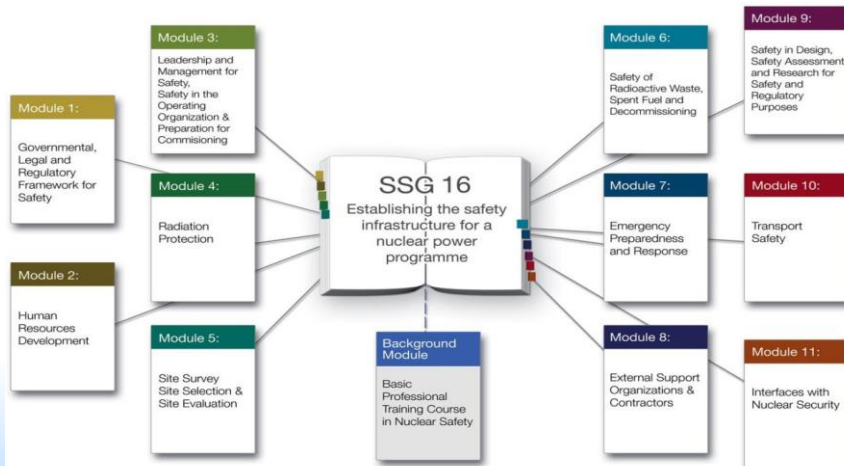 Module 1:
Governmental,
Legal and
Regulatory
Framework for
Safety
Module 2:
Human
Resources
Development
Module 3:
Leadership and
Management for
Safety,
Safety in the
Operating
Organization &
Preparation for
Commisioning
Module 4:
Radiation
Protection
Module 5:
Site Survey
Site Selection &
Site Evaluation
SSG 16
Establishing the safety
infrastructure for a
nuclear power
programme
Background
Module
Basic
Professional
Training Course
in Nuclear Safety
Module 6:
Safety of
Radioactive Waste,
Spent Fuel and
Decommissioning
Module 7:
Emergency
Preparedness
and Response
Module 8:
External Support
Organizations &
Contractors
Module 9:
Safety in Design,
Safety Assessment
and Research for
Safety and
Regulatory
Purposes
Module 10:
Transport
Safety
Module 11:
Interfaces with
Nuclear Security